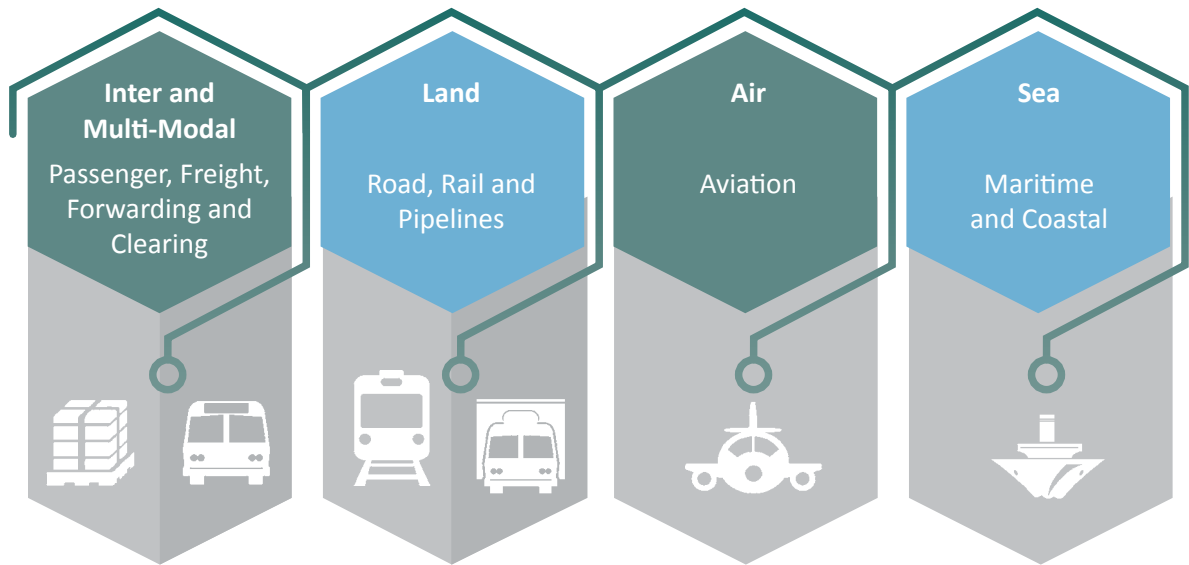 Inter and
Multi-Modal
Passenger, Freight,
Forwarding and
Clearing
Land
Road, Rail and
Pipelines
Air
Aviation
Sea
Maritime
and Coastal